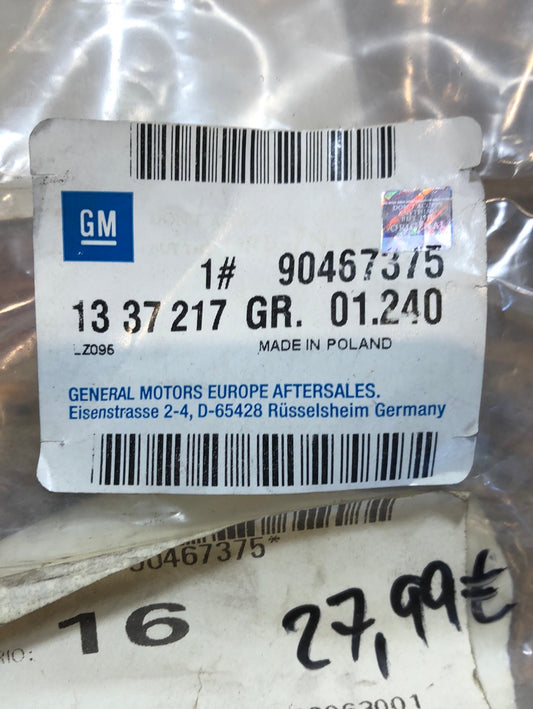 GM
1# 90467375
13 37 217 GR. 01.240
LZ096 MADE IN POLAND
GENERAL MOTORS EUROPE AFTERSALES.
Eisenstrasse 2-4, D-65428 Rüsselsheim Germany
90467375*
16
27,99€